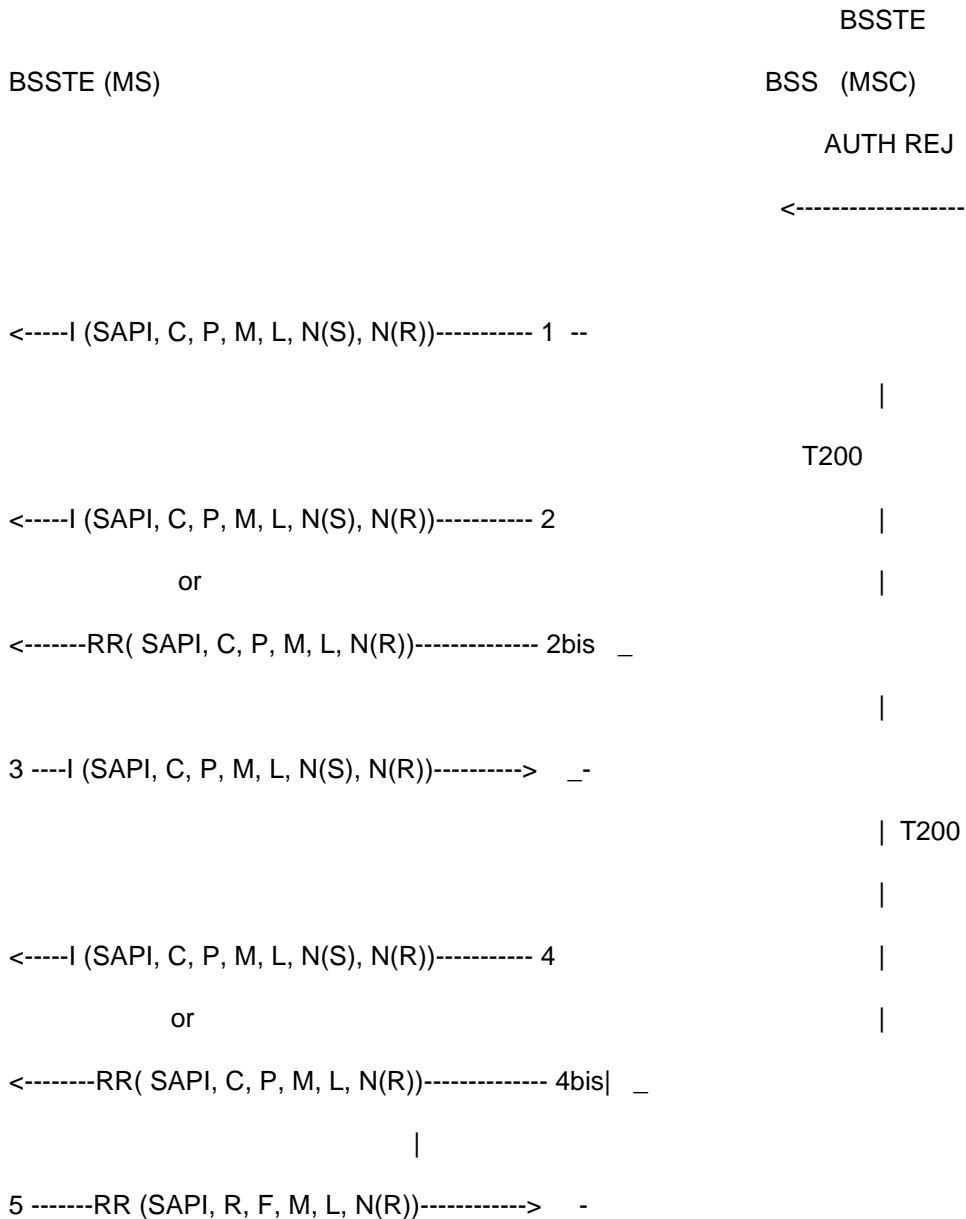 BSSTE
BSSTE (MS) BSS (MSC)
AUTH REJ
<-------------------
<-----I (SAPI, C, P, M, L, N(S), N(R))----------- 1 --
|
T200
<-----I (SAPI, C, P, M, L, N(S), N(R))----------- 2 |
or |
<-------RR( SAPI, C, P, M, L, N(R))-------------- 2bis _
|
3 ----I (SAPI, C, P, M, L, N(S), N(R))----------> _-
| T200
|
<-----I (SAPI, C, P, M, L, N(S), N(R))----------- 4 |
or |
<--------RR( SAPI, C, P, M, L, N(R))-------------- 4bis| _
|
5 -------RR (SAPI, R, F, M, L, N(R))------------> -